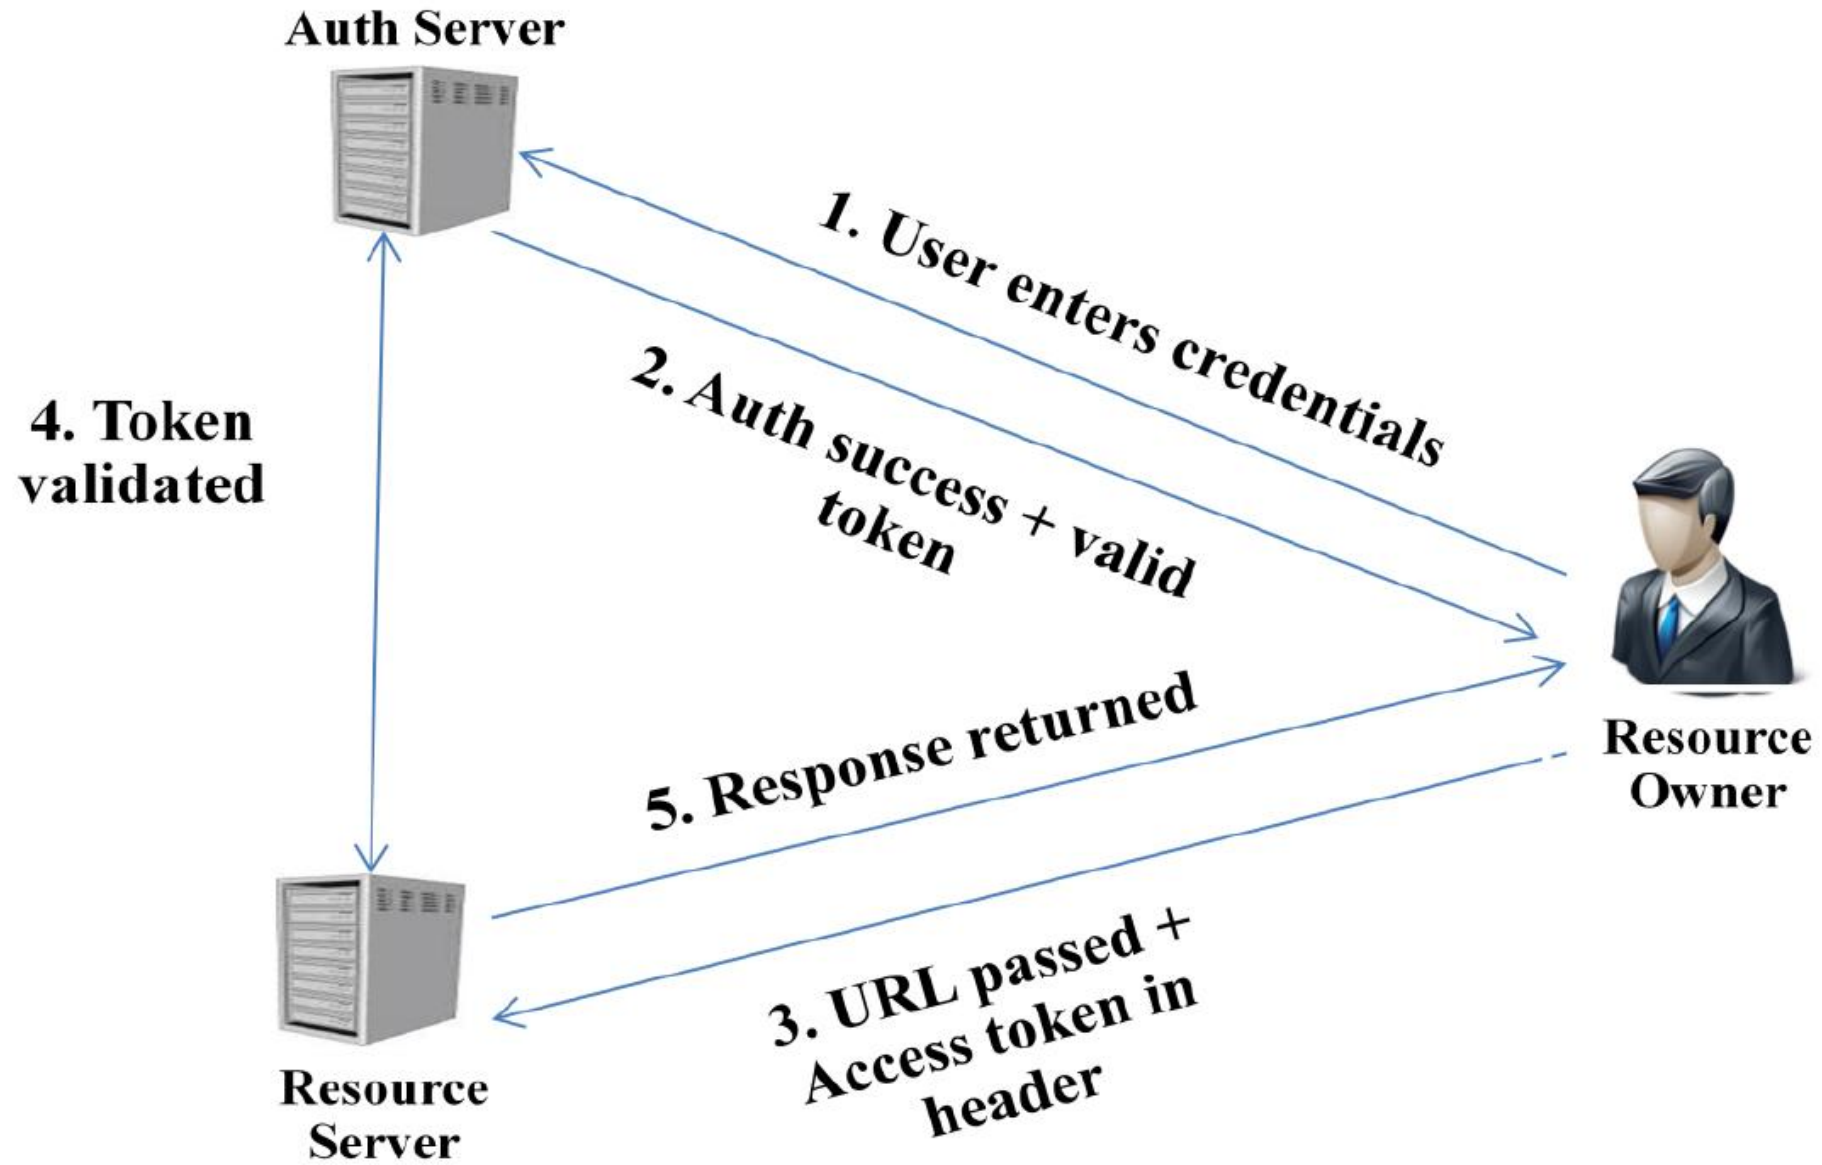 Auth Server
1. User enters credentials
2. Auth success + valid
token
4. Token
validated
5. Response returned
Resource
Owner
3. URL passed +
Access token in
header
Resource
Server